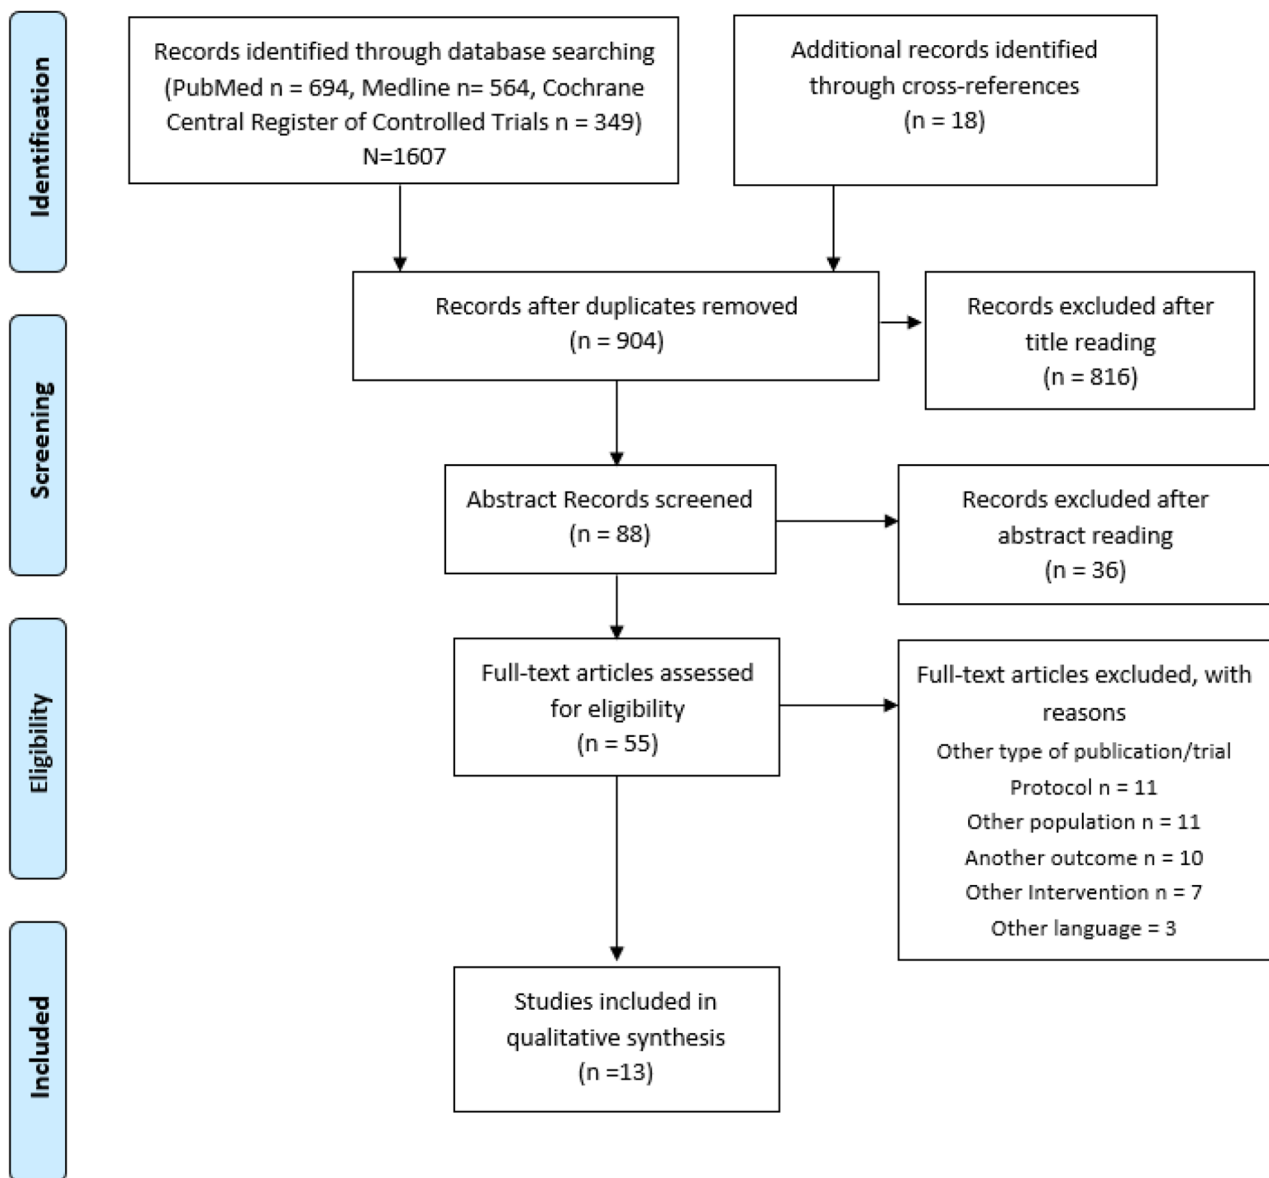 Identification
Records identified through database searching
(PubMed n = 694, Medline n= 564, Cochrane
Central Register of Controlled Trials n = 349)
N=1607
Additional records identified
through cross-references
(n = 18)
Records after duplicates removed
(n = 904)
Records excluded after
title reading
(n = 816)
Screening
Abstract Records screened
(n = 88)
Records excluded after
abstract reading
(n = 36)
Eligibility
Full-text articles assessed
for eligibility
(n = 55)
Full-text articles excluded, with
reasons
Other type of publication/trial
Protocol n = 11
Other population n = 11
Another outcome n = 10
Other Intervention n = 7
Other language = 3
Included
Studies included in
qualitative synthesis
(n =13)